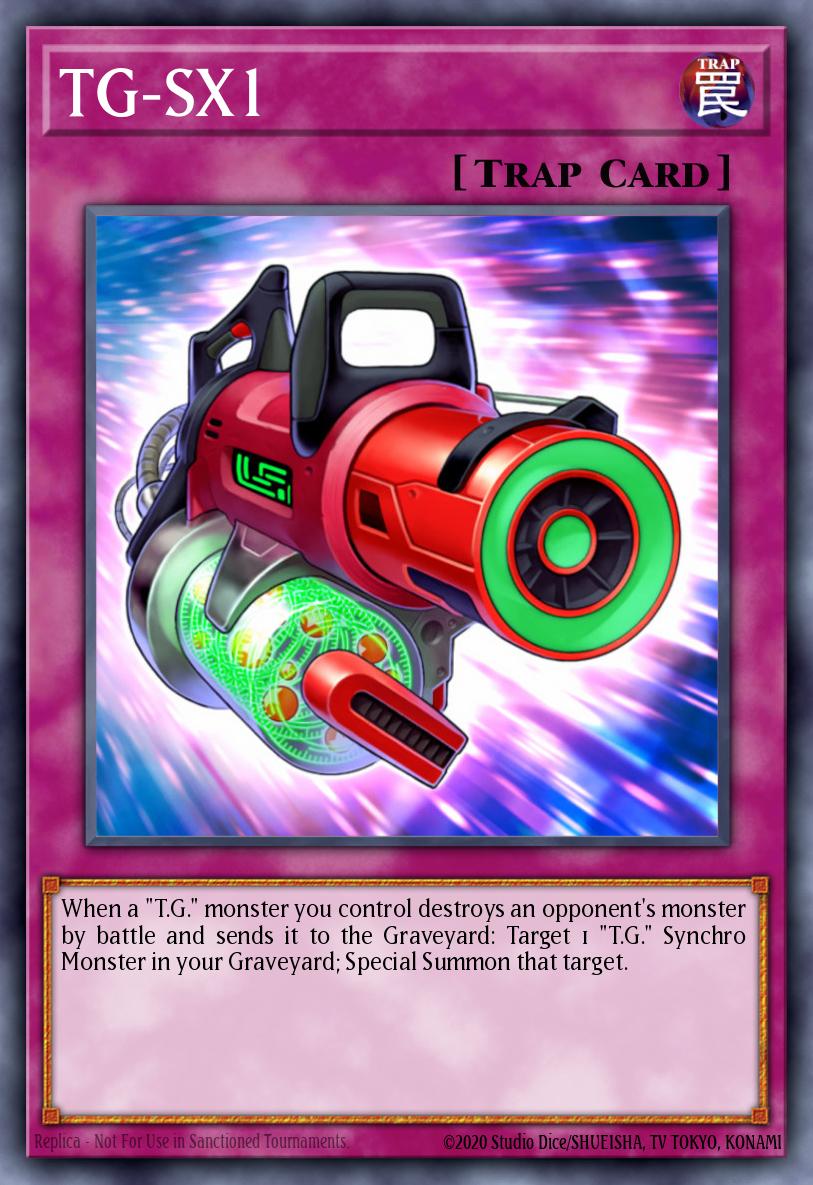 TG-SX1
TRAP
罠
[TRAP CARD]
When a "T.G." monster you control destroys an opponent's monster
by battle and sends it to the Graveyard: Target 1 "T.G." Synchro
Monster in your Graveyard; Special Summon that target.
Replica - Not For Use in Sanctioned Tournaments.
©2020 Studio Dice/SHUEISHA, TV TOKYO, KONAMI